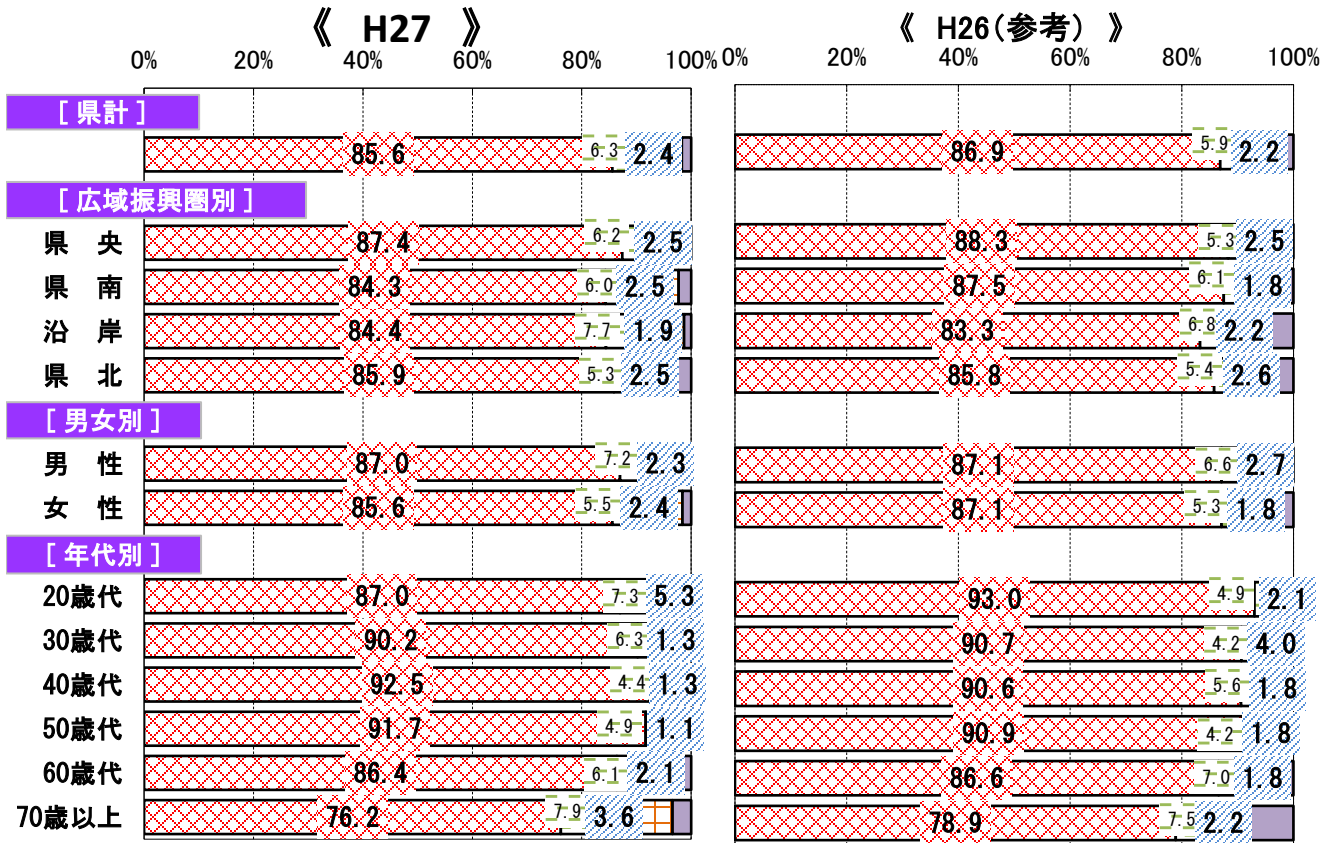 《 H27 》 《 H26(参考) 》
0% 20% 40% 60% 80% 100% 0% 20% 40% 60% 80% 100%
[ 県計 ]
85.6 6.3 2.4 86.9 5.9 2.2
[ 広域振興圏別 ]
県 央 87.4 6.2 2.5 88.3 5.3 2.5
県 南 84.3 6.0 2.5 87.5 6.1 1.8
沿 岸 84.4 7.7 1.9 83.3 6.8 2.2
県 北 85.9 5.3 2.5 85.8 5.4 2.6
[ 男女別 ]
男 性 87.0 7.2 2.3 87.1 6.6 2.7
女 性 85.6 5.5 2.4 87.1 5.3 1.8
[ 年代別 ]
20歳代 87.0 7.3 5.3 93.0 4.9 2.1
30歳代 90.2 6.3 1.3 90.7 4.2 4.0
40歳代 92.5 4.4 1.3 90.6 5.6 1.8
50歳代 91.7 4.9 1.1 90.9 4.2 1.8
60歳代 86.4 6.1 2.1 86.6 7.0 1.8
70歳以上 76.2 7.9 3.6 78.9 7.5 2.2